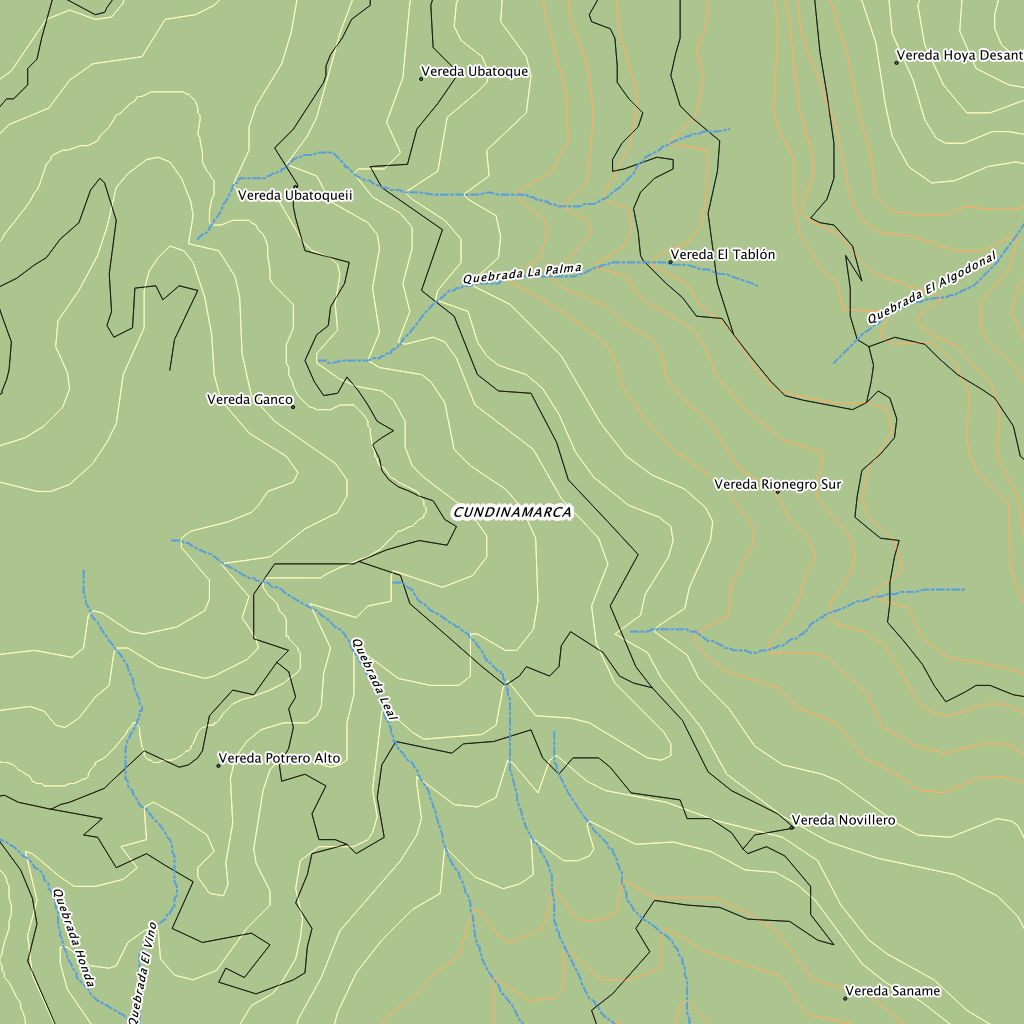 Vereda Hoya Desant
Vereda Ubatoque
Vereda Ubatoqueii
Vereda El Tablón
Quebrada La Palma
Quebrada El Algodonal
Vereda Ganco
Vereda Rionegro Sur
CUNDINAMARCA
Quebrada Leal
Vereda Potrero Alto
Vereda Novillero
Quebrada Honda
Quebrada El Vino
Vereda Saname